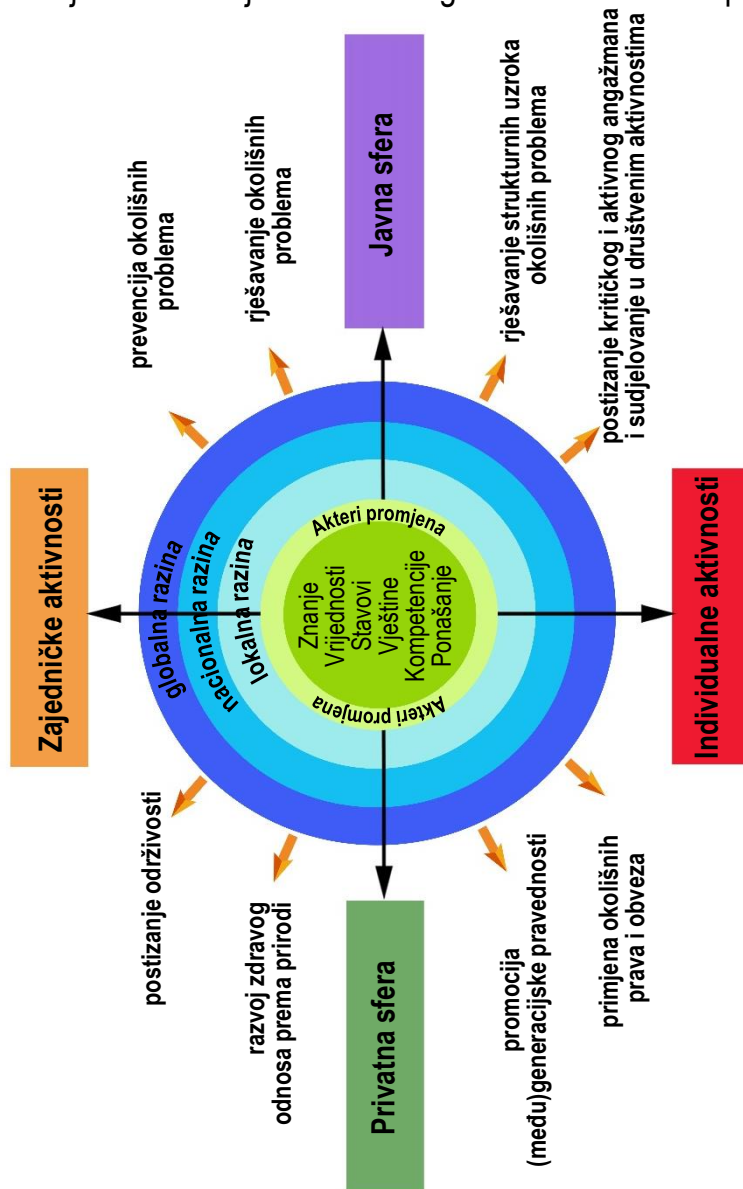 Zajedničke aktivnosti
postizanje održivosti
prevencija okolišnih
problema
globalna razina
nacionalna razina
lokalna razina
razvoj zdravog
odnosa prema prirodi
rješavanje okolišnih
problema
Privatna sfera
Akteri promjena
Znanje
Vrijednosti
Stavovi
Vještine
Kompetencije
Ponašanje
Akteri promjena
Javna sfera
promocija
(među)generacijske pravednosti
rješavanje strukturnih uzroka
okolišnih problema
primjena okolišnih
prava i obveza
postizanje kritičkog i aktivnog angažmana
i sudjelovanje u društvenim aktivnostima
Individualne aktivnosti